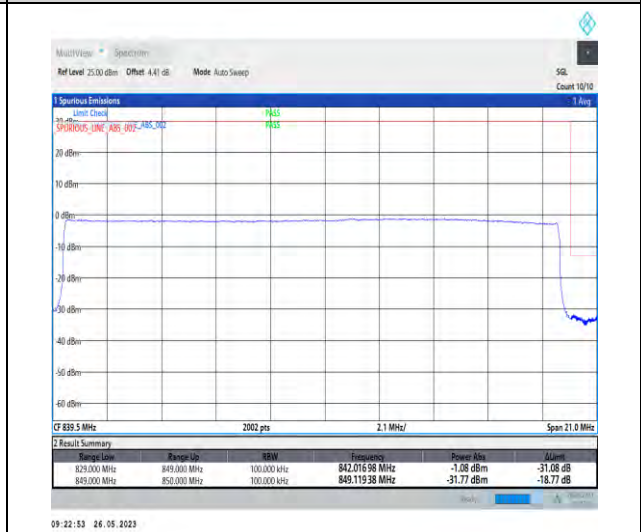 MultiView Spectrum
Ref Level 25.00 dBm Offset 4.41 dB Mode Auto Sweep SGL
Count 10/10
1 Spurious Emissions 1 Avg
Limit Check PASS
30 dBm
SPURIOUS_LINE_ABS_002 PASS
20 dBm
10 dBm
0 dBm
-10 dBm
-20 dBm
-30 dBm
-40 dBm
-50 dBm
-60 dBm
CF 839.5 MHz 2002 pts 2.1 MHz/ Span 21.0 MHz
2 Result Summary
Range Low Range Up RBW Frequency Power Abs ΔLimit
829.000 MHz 849.000 MHz 100.000 kHz 842.01698 MHz -1.08 dBm -31.08 dB
849.000 MHz 850.000 MHz 100.000 kHz 849.11938 MHz -31.77 dBm -18.77 dB
Ready
09:22:53 26.05.2023